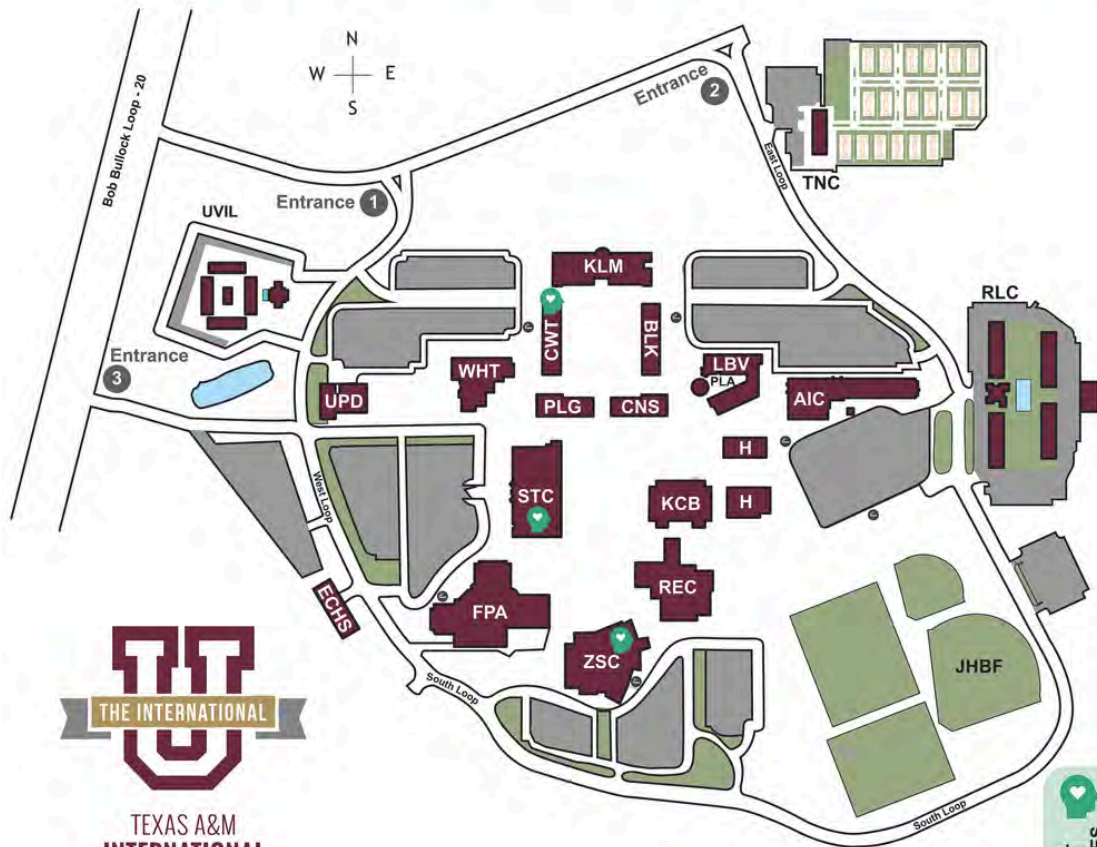 N
W E
S
Bob Bullock Loop - 20
Entrance 2
East Loop
TNC
Entrance 1
UVIL
KLM
CWT
BLK
RLC
Entrance
3
WHT
LBV
PLA
UPD
PLG
CNS
AIC
H
West Loop
STC
KCB
H
ECHS
FPA
REC
ZSC
JHBF
South Loop
South Loop
U
THE INTERNATIONAL
TEXAS A&M
INTERNATIONAL